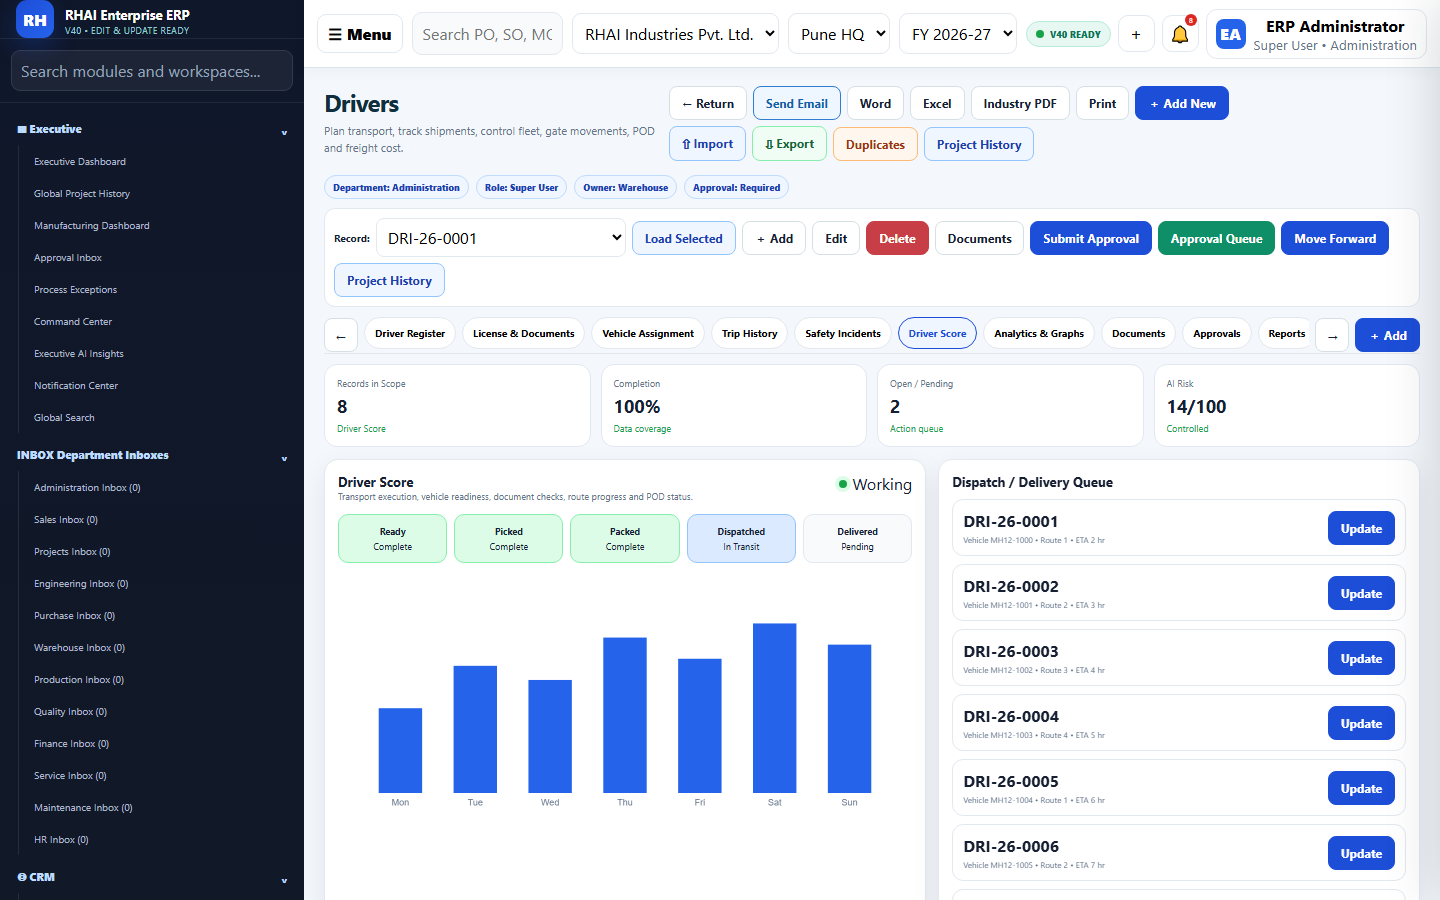 RH
RHAI Enterprise ERP
V40 • EDIT & UPDATE READY
Search modules and workspaces...
Executive
Executive Dashboard
Global Project History
Manufacturing Dashboard
Approval Inbox
Process Exceptions
Command Center
Executive AI Insights
Notification Center
Global Search
INBOX Department Inboxes
Administration Inbox (0)
Sales Inbox (0)
Projects Inbox (0)
Engineering Inbox (0)
Purchase Inbox (0)
Warehouse Inbox (0)
Production Inbox (0)
Quality Inbox (0)
Finance Inbox (0)
Service Inbox (0)
Maintenance Inbox (0)
HR Inbox (0)
CRM
☰ Menu
Search PO, SO, MO
RHAI Industries Pvt. Ltd.
Pune HQ
FY 2026-27
V40 READY
+
8
EA
ERP Administrator
Super User • Administration
Drivers
Plan transport, track shipments, control fleet, gate movements, POD
and freight cost.
← Return
Send Email
Word
Excel
Industry PDF
Print
+ Add New
⇧ Import
⇩ Export
Duplicates
Project History
Department: Administration
Role: Super User
Owner: Warehouse
Approval: Required
Record:
DRI-26-0001
Load Selected
+ Add
Edit
Delete
Documents
Submit Approval
Approval Queue
Move Forward
Project History
←
Driver Register
License & Documents
Vehicle Assignment
Trip History
Safety Incidents
Driver Score
Analytics & Graphs
Documents
Approvals
Reports
→
+ Add
Records in Scope
8
Driver Score
Completion
100%
Data coverage
Open / Pending
2
Action queue
AI Risk
14/100
Controlled
Driver Score
Transport execution, vehicle readiness, document checks, route progress and POD status.
Working
Ready
Complete
Picked
Complete
Packed
Complete
Dispatched
In Transit
Delivered
Pending
Mon
Tue
Wed
Thu
Fri
Sat
Sun
Dispatch / Delivery Queue
DRI-26-0001
Vehicle MH12-1000 • Route 1 • ETA 2 hr
Update
DRI-26-0002
Vehicle MH12-1001 • Route 2 • ETA 3 hr
Update
DRI-26-0003
Vehicle MH12-1002 • Route 3 • ETA 4 hr
Update
DRI-26-0004
Vehicle MH12-1003 • Route 4 • ETA 5 hr
Update
DRI-26-0005
Vehicle MH12-1004 • Route 1 • ETA 6 hr
Update
DRI-26-0006
Vehicle MH12-1005 • Route 2 • ETA 7 hr
Update